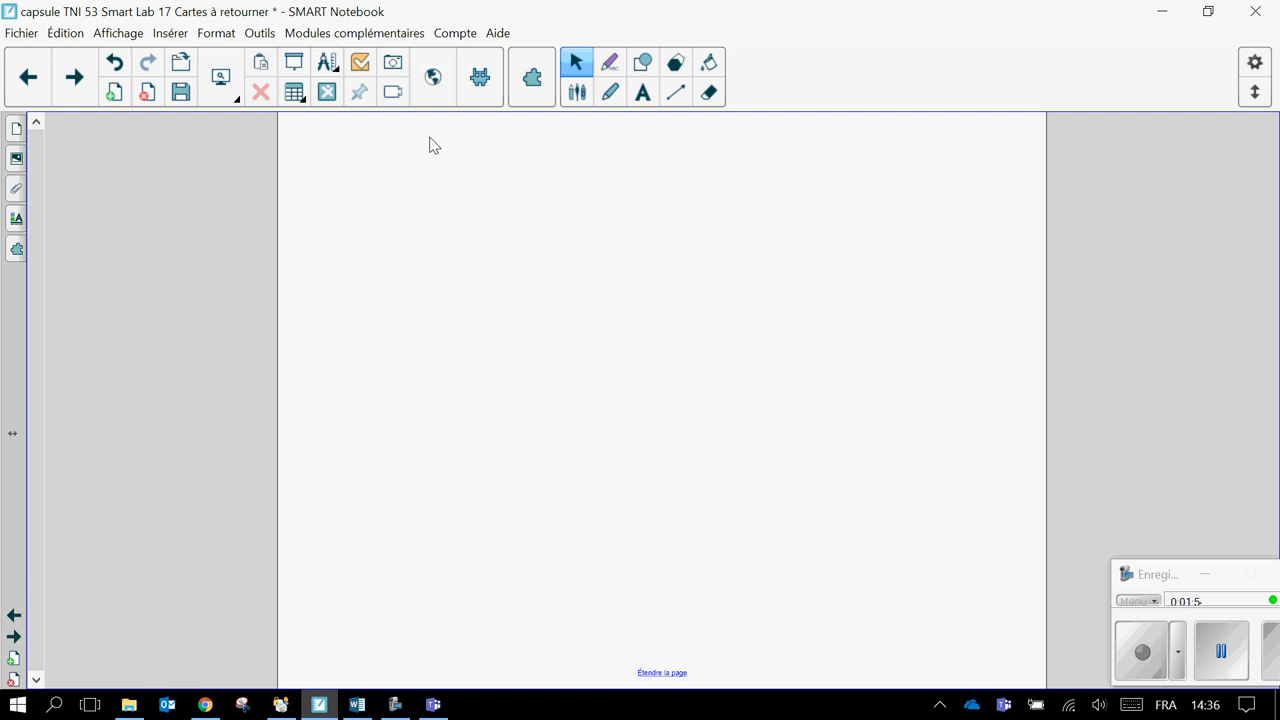 capsule TNI 53 Smart Lab 17 Cartes à retourner * - SMART Notebook
Fichier Édition Affichage Insérer Format Outils Modules complémentaires Compte Aide
Étendre la page
Enregi...
Menu
0:01:5
FRA 14:36